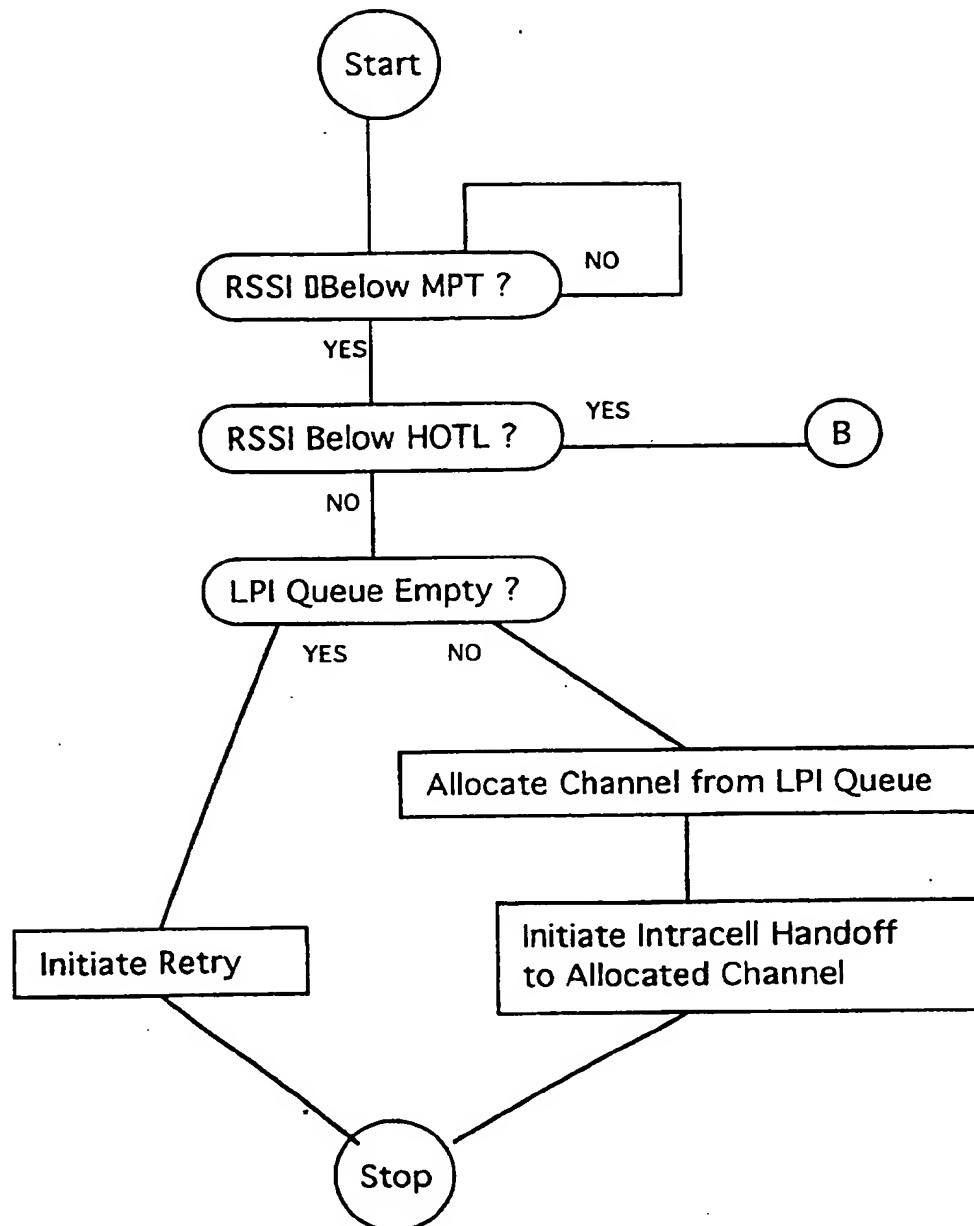 Start
NO
RSSI ▯Below MPT ?
YES
YES
RSSI Below HOTL ?
B
NO
LPI Queue Empty ?
YES
NO
Allocate Channel from LPI Queue
Initiate Retry
Initiate Intracell Handoff
to Allocated Channel
Stop